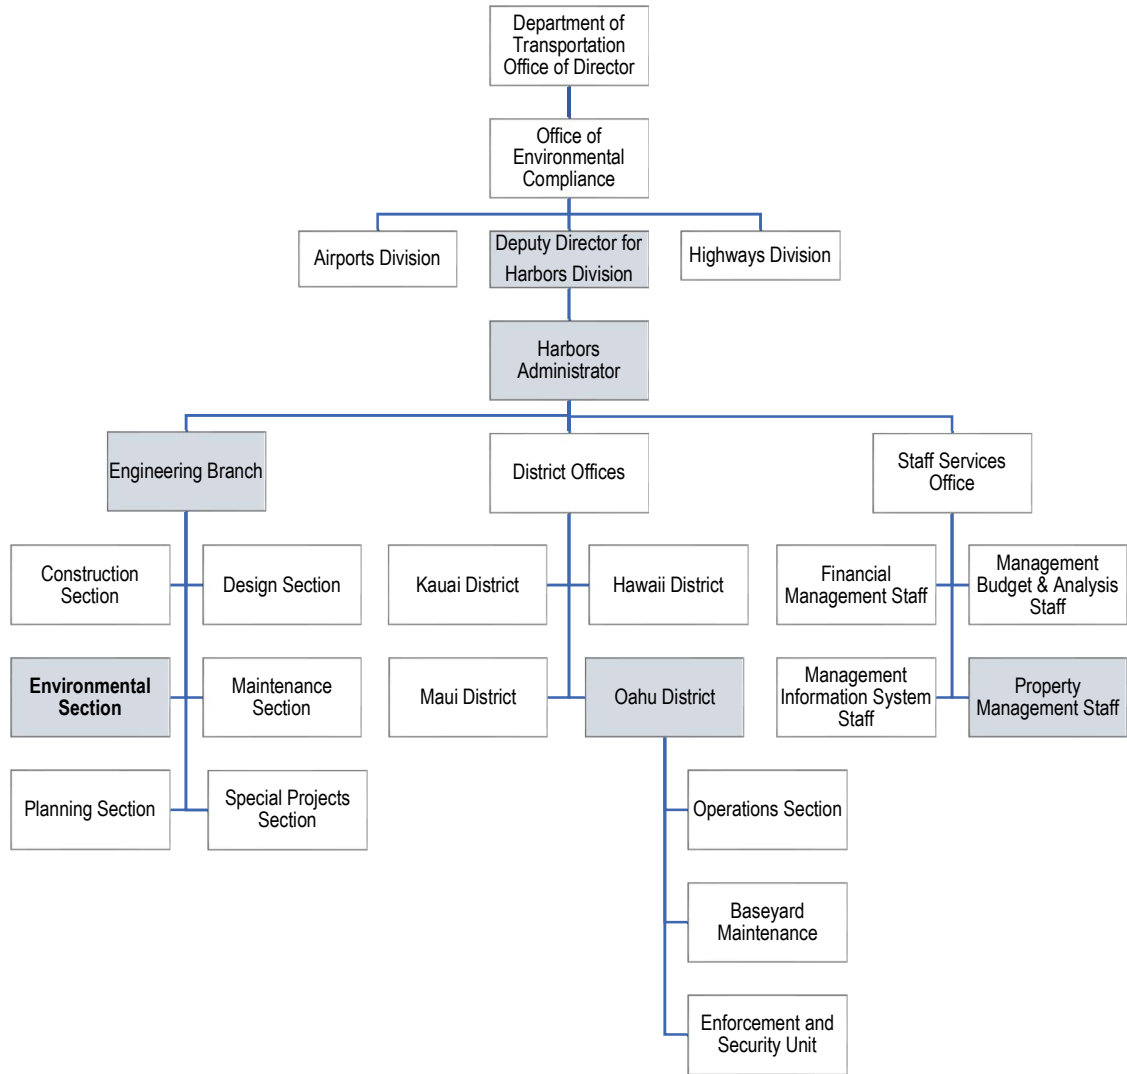 Department of
Transportation
Office of Director
Office of
Environmental
Compliance
Airports Division
Deputy Director for
Harbors Division
Highways Division
Harbors
Administrator
Engineering Branch
District Offices
Staff Services
Office
Construction
Section
Design Section
Kauai District
Hawaii District
Financial
Management Staff
Management
Budget & Analysis
Staff
Environmental
Section
Maintenance
Section
Maui District
Oahu District
Management
Information System
Staff
Property
Management Staff
Planning Section
Special Projects
Section
Operations Section
Baseyard
Maintenance
Enforcement and
Security Unit